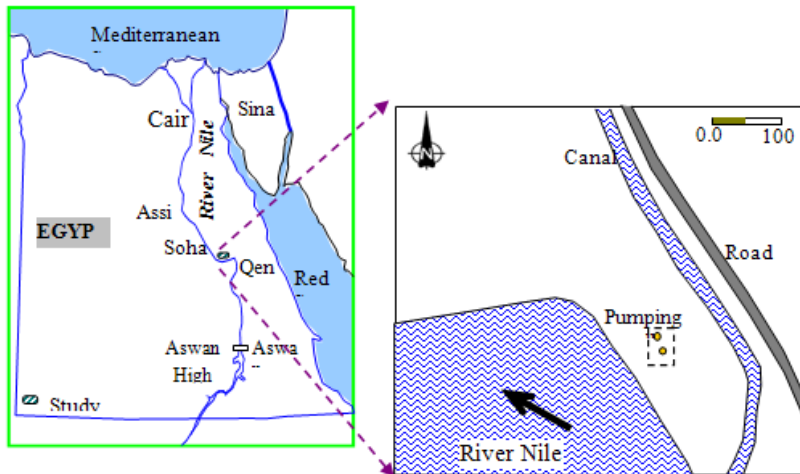 Mediterranean
Cair
Sina
River Nile
EGYP
Assi
Soha
Qen
Red
Aswan
High
Aswa
Study
N
0.0 100
Canal
Road
Pumping
River Nile